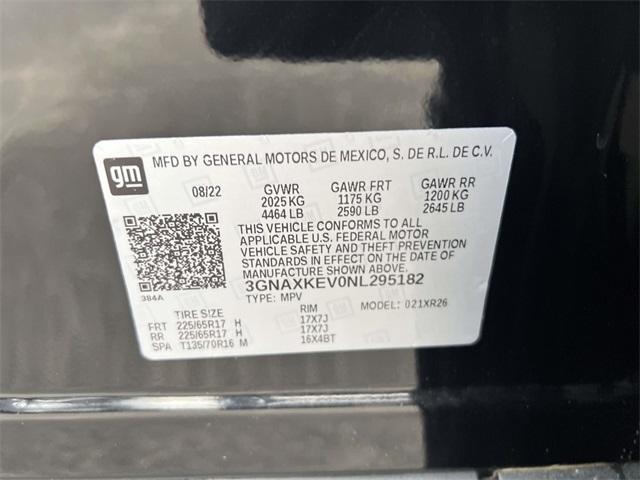 gm
MFD BY GENERAL MOTORS DE MEXICO, S. DE R.L. DE C.V.
08/22 GVWR GAWR FRT GAWR RR
2025 KG 1175 KG 1200 KG
4464 LB 2590 LB 2645 LB
THIS VEHICLE CONFORMS TO ALL
APPLICABLE U.S. FEDERAL MOTOR
VEHICLE SAFETY AND THEFT PREVENTION
STANDARDS IN EFFECT ON THE DATE OF
MANUFACTURE SHOWN ABOVE.
3GNAXKEV0NL295182
384A TYPE: MPV MODEL: 021XR26
TIRE SIZE RIM
FRT 225/65R17 H 17X7J
RR 225/65R17 H 17X7J
SPA T135/70R16 M 16X4BT